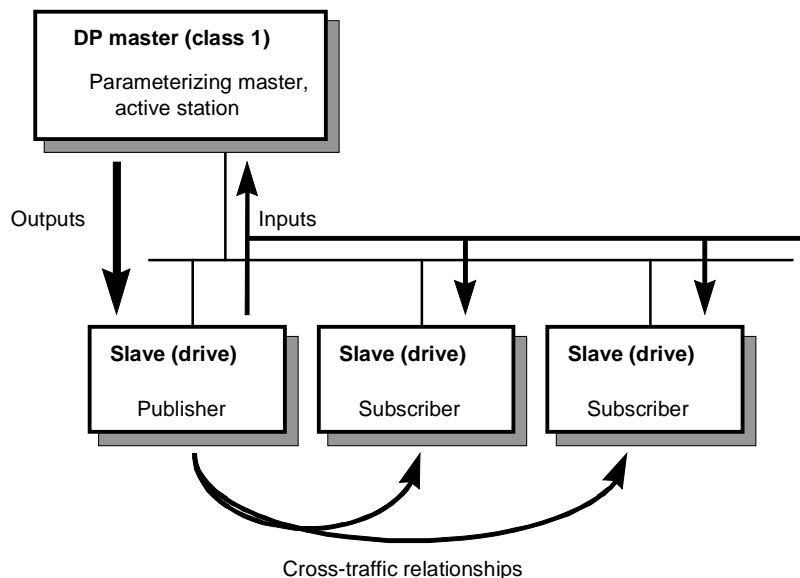 DP master (class 1)
Parameterizing master,
active station
Outputs
Inputs
Slave (drive)
Publisher
Slave (drive)
Subscriber
Slave (drive)
Subscriber
Cross-traffic relationships